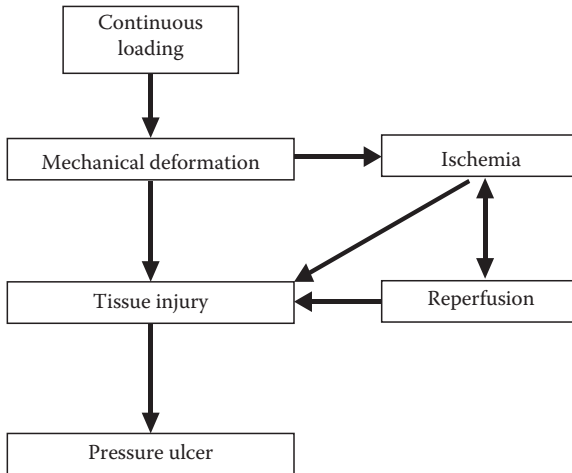 Continuous
loading
Mechanical deformation
Ischemia
Tissue injury
Reperfusion
Pressure ulcer